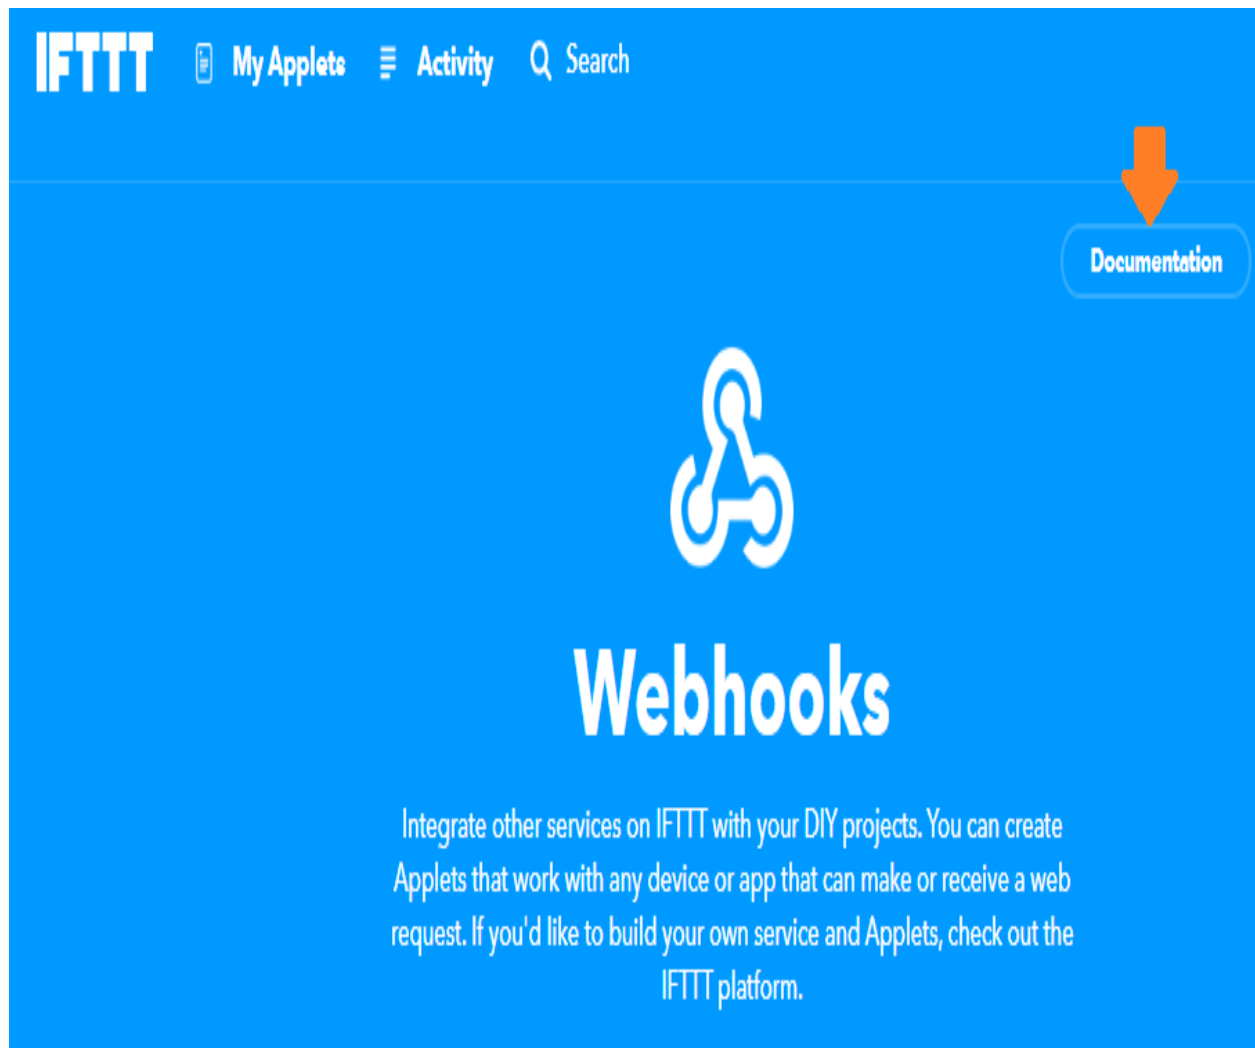 IFTTT My Applets Activity Search
Documentation
Webhooks
Integrate other services on IFTTT with your DIY projects. You can create
Applets that work with any device or app that can make or receive a web
request. If you'd like to build your own service and Applets, check out the
IFTTT platform.